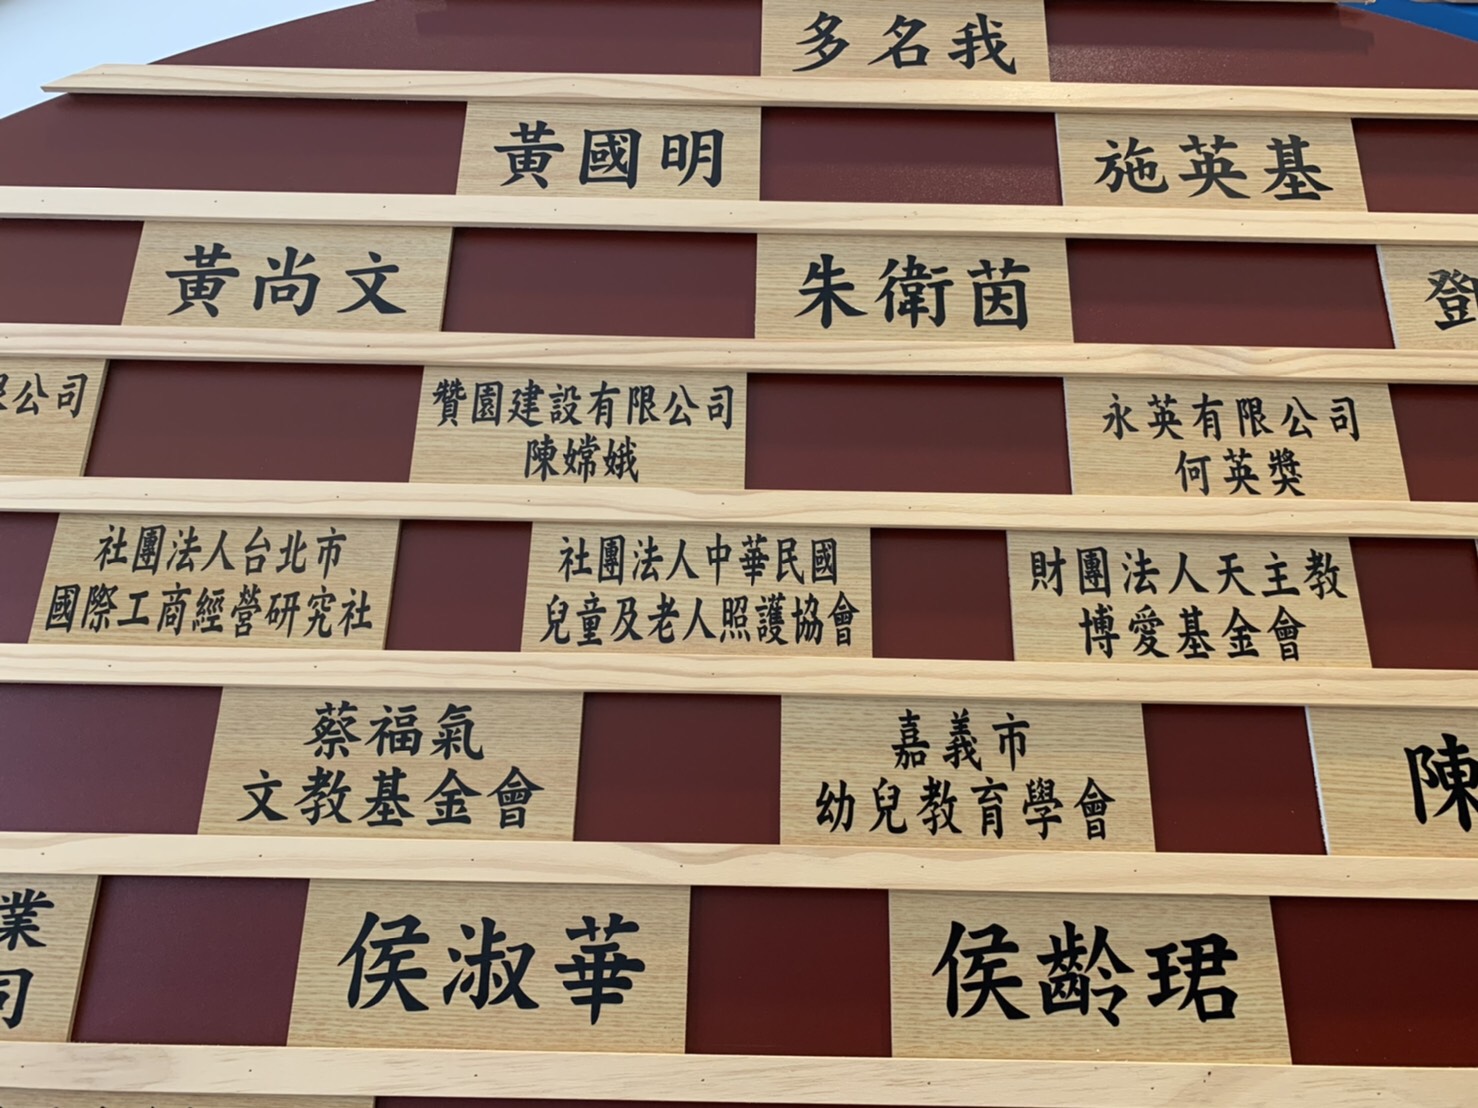 多名我
黃國明
施英基
黃尚文
朱衛茵
鄧
限公司
贊園建設有限公司
陳嫦娥
永英有限公司
何英獎
社團法人台北市
國際工商經營研究社
社團法人中華民國
兒童及老人照護協會
財團法人天主教
博愛基金會
蔡福氣
文教基金會
嘉義市
幼兒教育學會
陳
業
司
侯淑華
侯齡珺